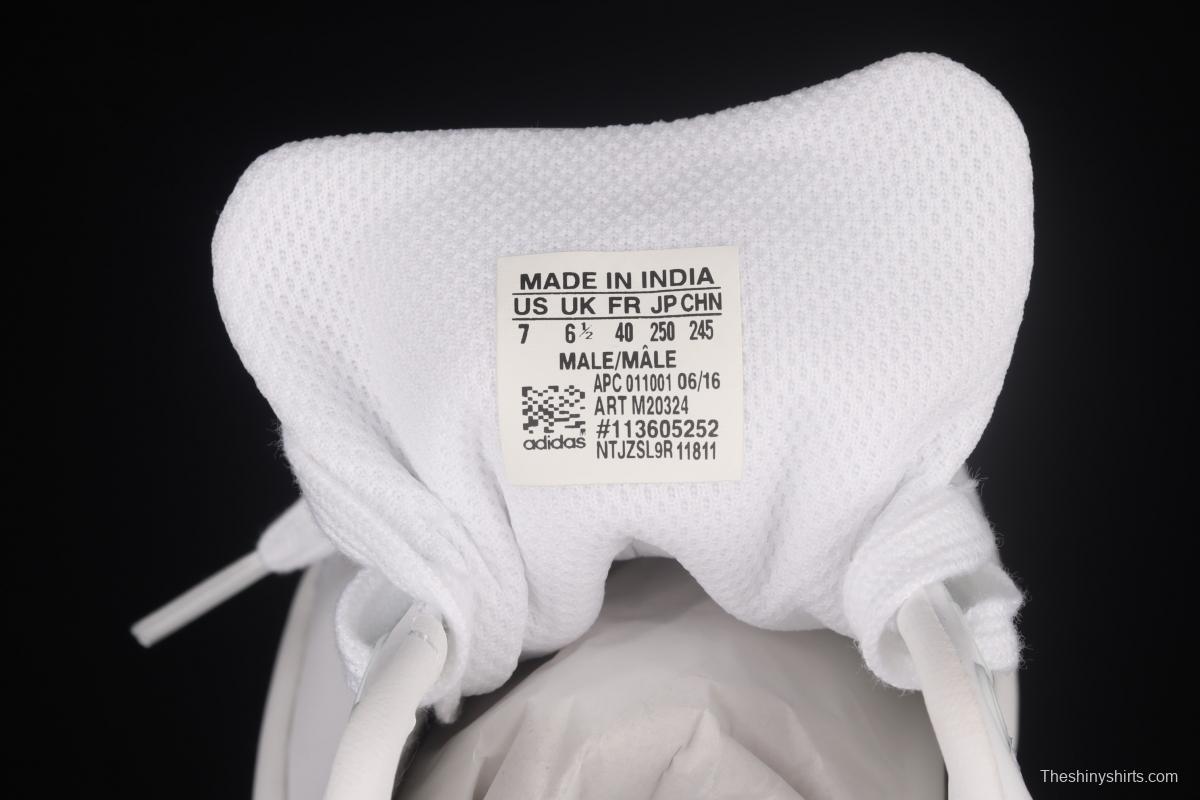 MADE IN INDIA
US UK FR JP CHN
7 6½ 40 250 245
MALE/MÂLE
APC 011001 06/16
ART M20324
#113605252
adidas NTJZSL9R 11811
Theshinyshirts.com